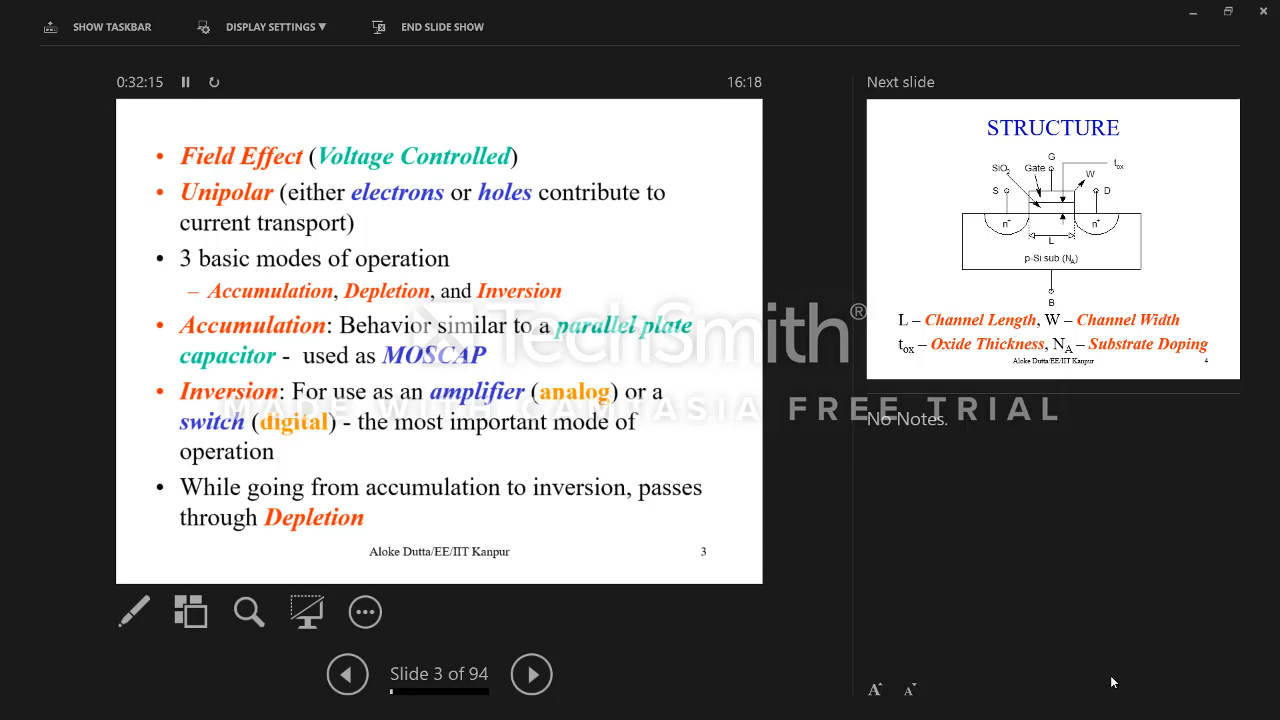 SHOW TASKBAR
DISPLAY SETTINGS ▼
END SLIDE SHOW
0:32:15
16:18
• Field Effect (Voltage Controlled)
• Unipolar (either electrons or holes contribute to
current transport)
• 3 basic modes of operation
– Accumulation, Depletion, and Inversion
• Accumulation: Behavior similar to a parallel plate
capacitor - used as MOSCAP
• Inversion: For use as an amplifier (analog) or a
switch (digital) - the most important mode of
operation
• While going from accumulation to inversion, passes
through Depletion
Aloke Dutta/EE/IIT Kanpur
3
TechSmith®
MADE WITH CAMTASIA FREE TRIAL
Slide 3 of 94
Next slide
STRUCTURE
G
tox
SiO2
Gate
W
S
D
n+
n+
L
p-Si sub (NA)
B
L – Channel Length, W – Channel Width
tox – Oxide Thickness, NA – Substrate Doping
Aloke Dutta/EE/IIT Kanpur
4
No Notes.
A
A